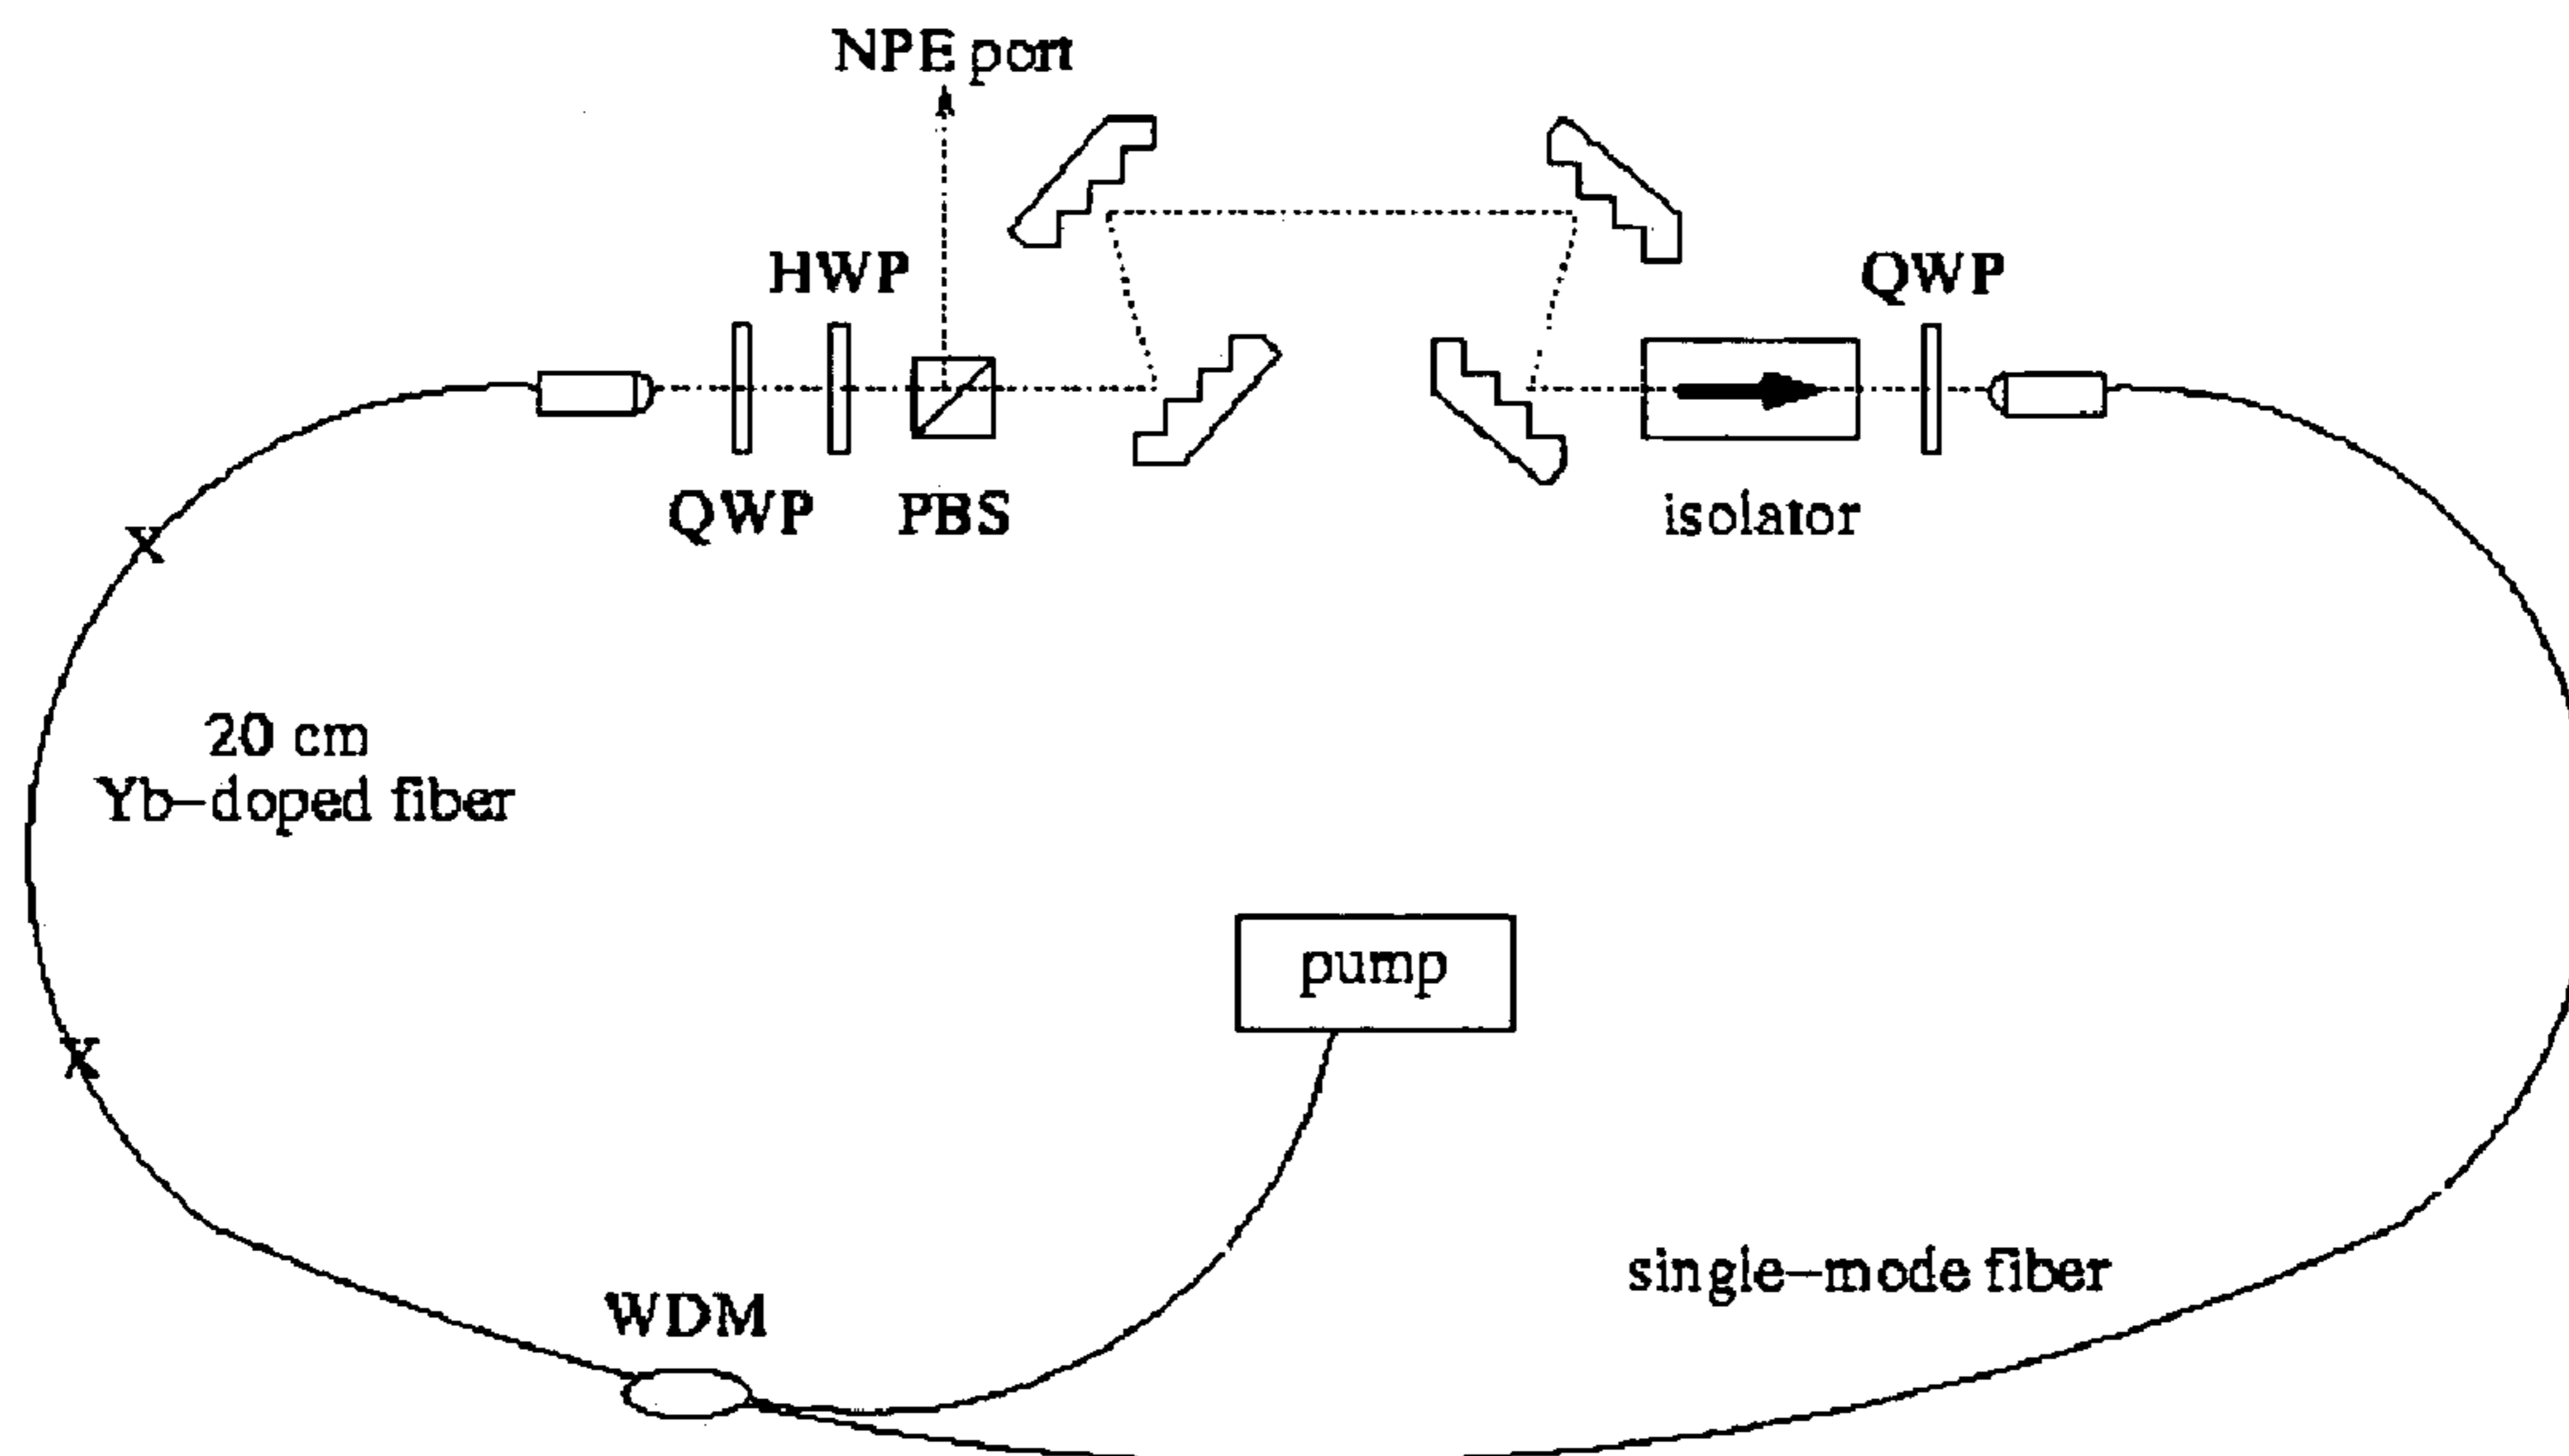 NPE port
HWP
QWP
QWP
PBS
isolator
X
20 cm
Yb-doped fiber
pump
X
single-mode fiber
WDM